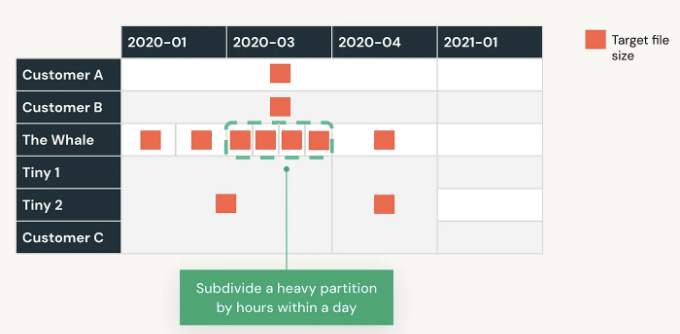 2020-01 2020-03 2020-04 2021-01
Target file
size
Customer A
Customer B
The Whale
Tiny 1
Tiny 2
Customer C
Subdivide a heavy partition
by hours within a day